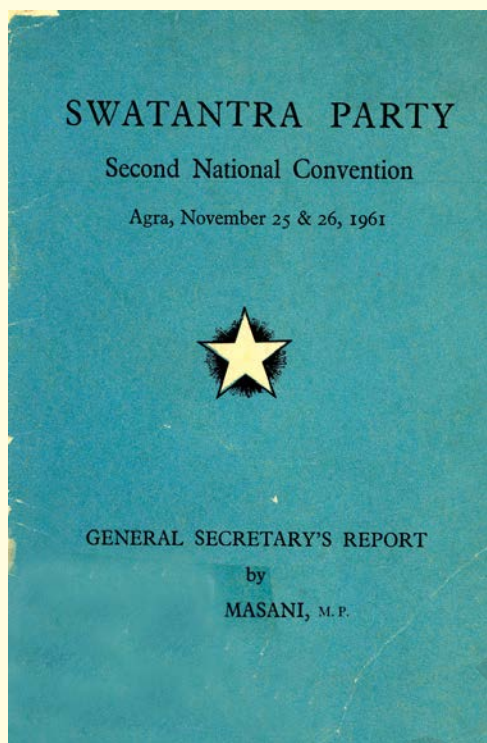 SWATANTRA PARTY
Second National Convention
Agra, November 25 & 26, 1961
GENERAL SECRETARY'S REPORT
by
MASANI, M. P.